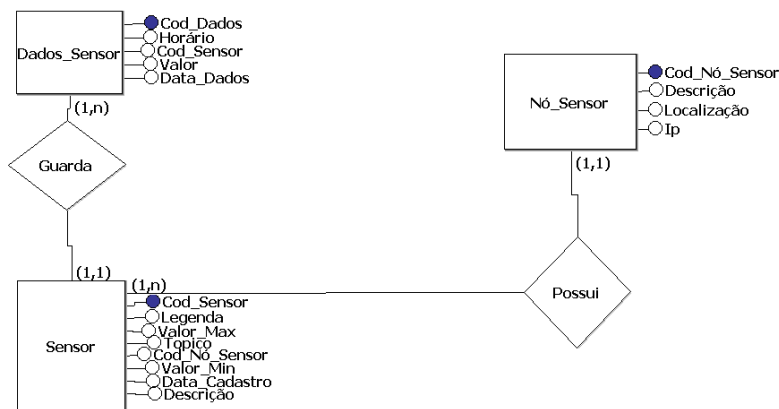 Dados_Sensor
Cod_Dados
Horário
Cod_Sensor
Valor
Data_Dados
(1,n)
Guarda
(1,1)
Nó_Sensor
Cod_Nó_Sensor
Descrição
Localização
Ip
(1,1)
Possui
(1,n)
Sensor
Cod_Sensor
Legenda
Valor_Max
Topico
Cod_Nó_Sensor
Valor_Min
Data_Cadastro
Descrição